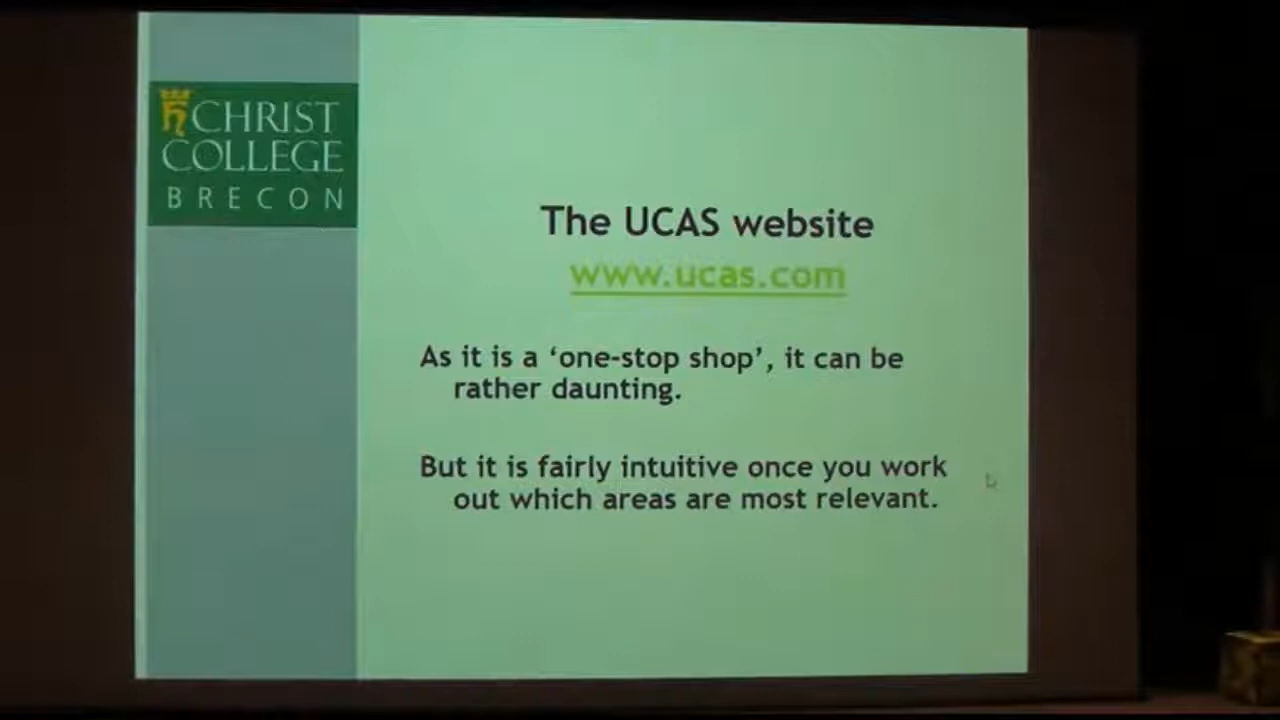 CHRIST
COLLEGE
BRECON
The UCAS website
www.ucas.com
As it is a ‘one-stop shop’, it can be
rather daunting.
But it is fairly intuitive once you work
out which areas are most relevant.